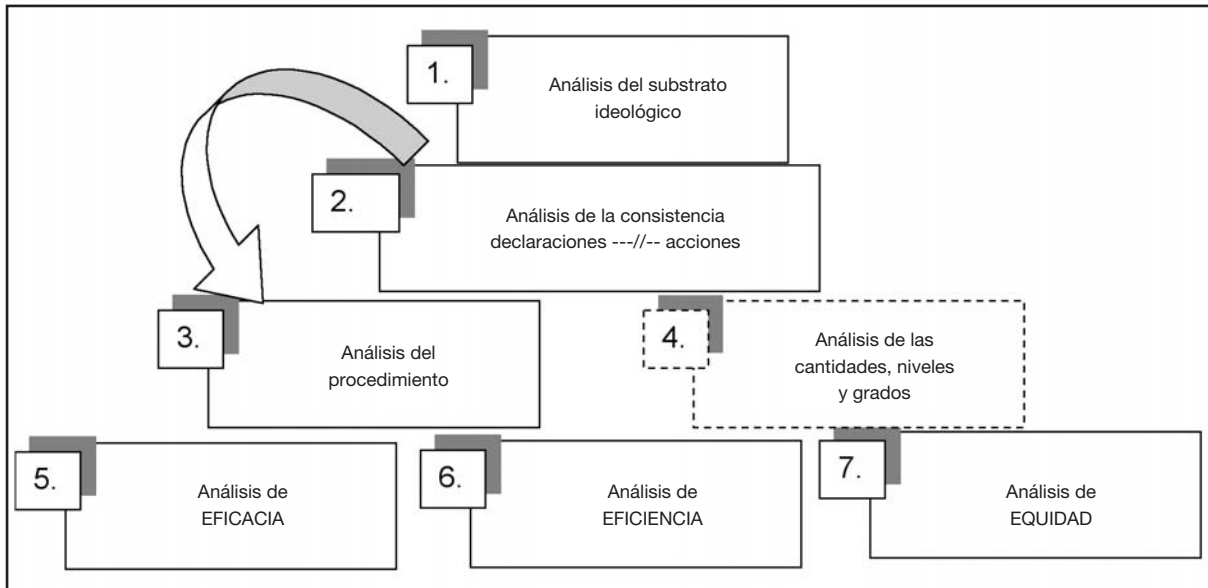 1.
Análisis del substrato
ideológico
2.
Análisis de la consistencia
declaraciones ---//-- acciones
3.
Análisis del
procedimiento
4.
Análisis de las
cantidades, niveles
y grados
5.
Análisis de
EFICACIA
6.
Análisis de
EFICIENCIA
7.
Análisis de
EQUIDAD